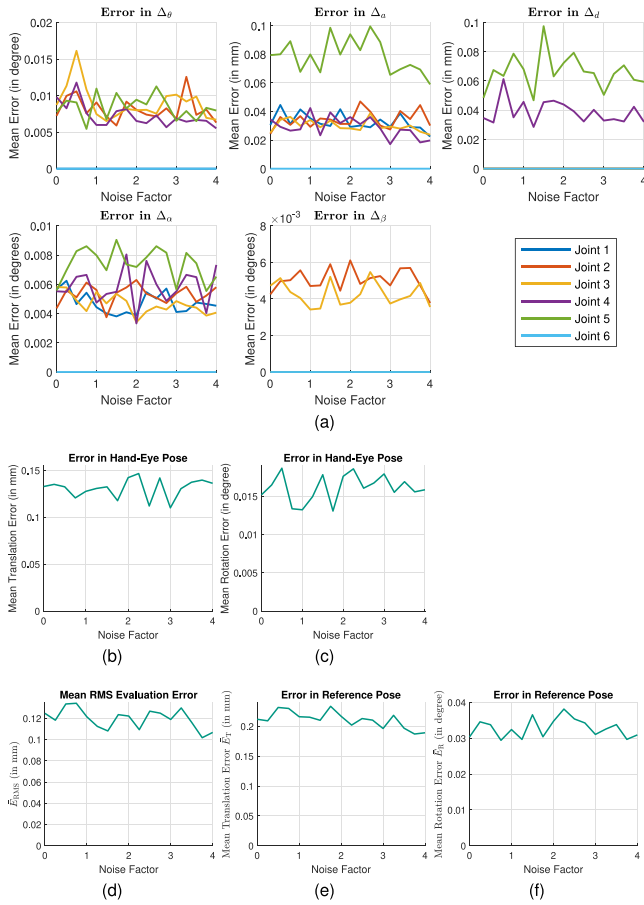 Error in Δθ
Mean Error (in degree)
0.02
0.015
0.01
0.005
0
0 1 2 3 4
Noise Factor
Error in Δa
Mean Error (in mm)
0.1
0.08
0.06
0.04
0.02
0
0 1 2 3 4
Noise Factor
Error in Δd
Mean Error (in mm)
0.1
0.08
0.06
0.04
0.02
0
0 1 2 3 4
Noise Factor
Error in Δα
Mean Error (in degrees)
0.01
0.008
0.006
0.004
0.002
0
0 1 2 3 4
Noise Factor
Error in Δβ
×10-3
Mean Error (in degrees)
8
6
4
2
0
0 1 2 3 4
Noise Factor
Joint 1
Joint 2
Joint 3
Joint 4
Joint 5
Joint 6
(a)
Error in Hand-Eye Pose
Mean Translation Error (in mm)
0.15
0.1
0.05
0
0 1 2 3 4
Noise Factor
(b)
Error in Hand-Eye Pose
Mean Rotation Error (in degree)
0.015
0.01
0.005
0
0 1 2 3 4
Noise Factor
(c)
Mean RMS Evaluation Error
ĒRMS (in mm)
0.12
0.1
0.08
0.06
0.04
0.02
0
0 1 2 3 4
Noise Factor
(d)
Error in Reference Pose
Mean Translation Error ĒT (in mm)
0.2
0.15
0.1
0.05
0
0 1 2 3 4
Noise Factor
(e)
Error in Reference Pose
Mean Rotation Error ĒR (in degree)
0.04
0.03
0.02
0.01
0
0 1 2 3 4
Noise Factor
(f)